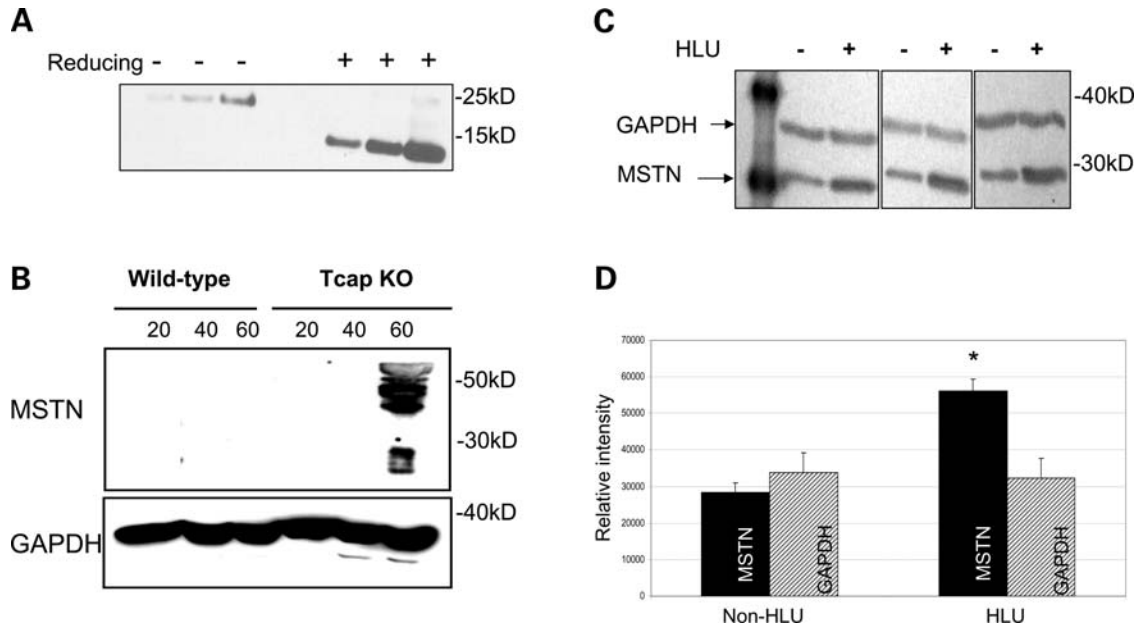 A
Reducing - - - + + +
-25kD
-15kD
B
Wild-type Tcap KO
20 40 60 20 40 60
MSTN
-50kD
-30kD
GAPDH
-40kD
C
HLU - + - + - +
-40kD
GAPDH
-30kD
MSTN
D
Relative intensity
70000
60000
50000
40000
30000
20000
10000
0
*
MSTN GAPDH MSTN GAPDH
Non-HLU HLU